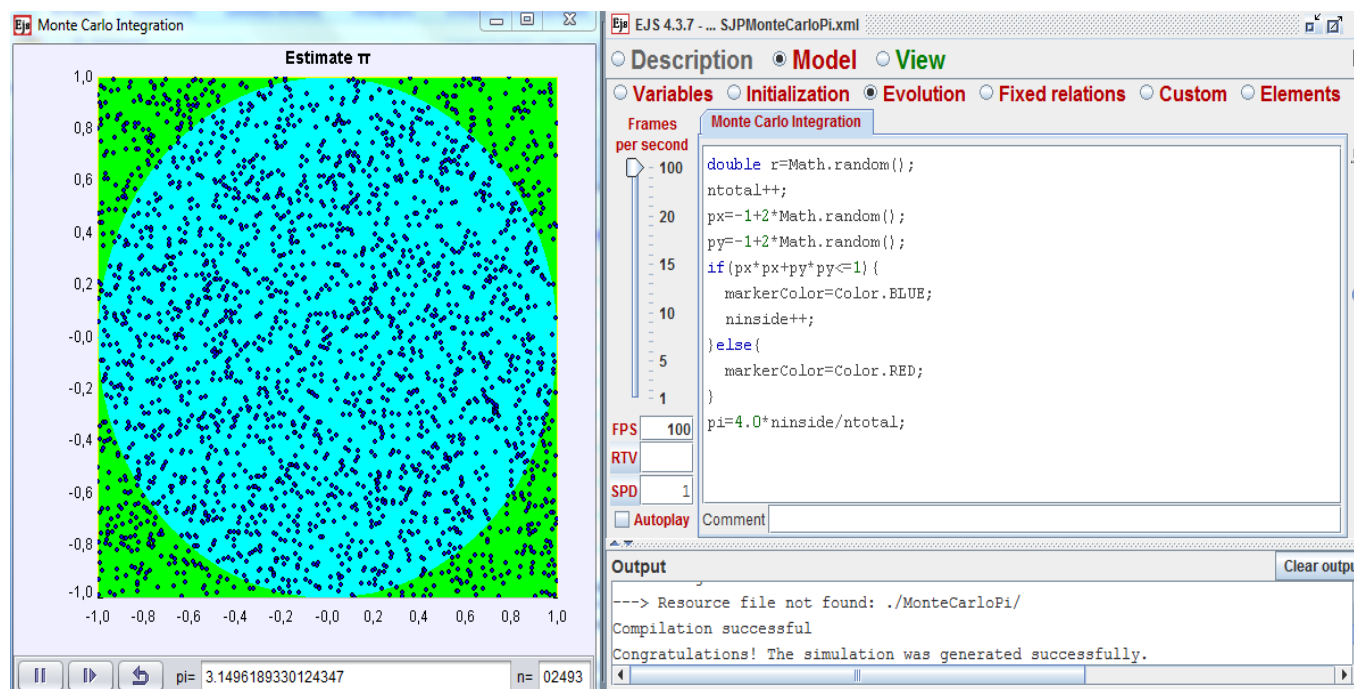 Ejs Monte Carlo Integration
Estimate π
1,0
0,8
0,6
0,4
0,2
-0,0
-0,2
-0,4
-0,6
-0,8
-1,0
-1,0 -0,8 -0,6 -0,4 -0,2 -0,0 0,2 0,4 0,6 0,8 1,0
pi= 3.1496189330124347 n= 02493
Ejs EJS 4.3.7 - ... SJPMonteCarloPi.xml
Description Model View
Variables Initialization Evolution Fixed relations Custom Elements
Frames
per second
100
20
15
10
5
1
FPS 100
RTV
SPD 1
Autoplay
Monte Carlo Integration
double r=Math.random();
ntotal++;
px=-1+2*Math.random();
py=-1+2*Math.random();
if(px*px+py*py<=1){
markerColor=Color.BLUE;
ninside++;
}else{
markerColor=Color.RED;
}
pi=4.0*ninside/ntotal;
Comment
Output Clear outpu
---> Resource file not found: ./MonteCarloPi/
Compilation successful
Congratulations! The simulation was generated successfully.